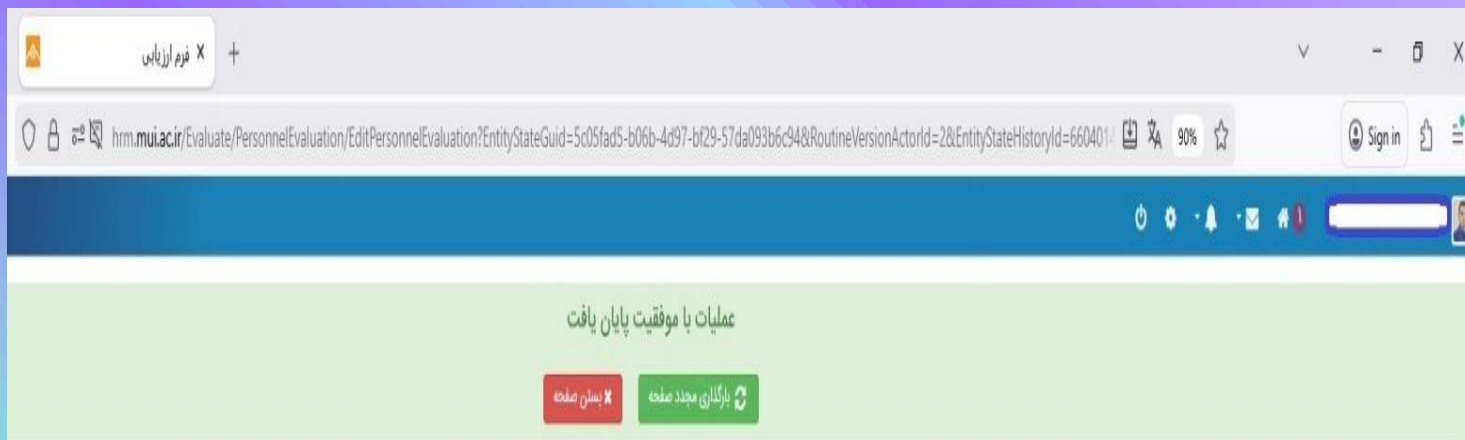 فرم ارزیابی
hrm.mui.ac.ir/Evaluate/PersonnelEvaluation/EditPersonnelEvaluation?EntityStateGuid=5c05fad5-b06b-4d97-bf29-57da093b6c94&RoutineVersionActorId=2&EntityStateHistoryId=660401
90%
Sign in
۱
عملیات با موفقیت پایان یافت
بارگذاری مجدد صفحه
بستن صفحه